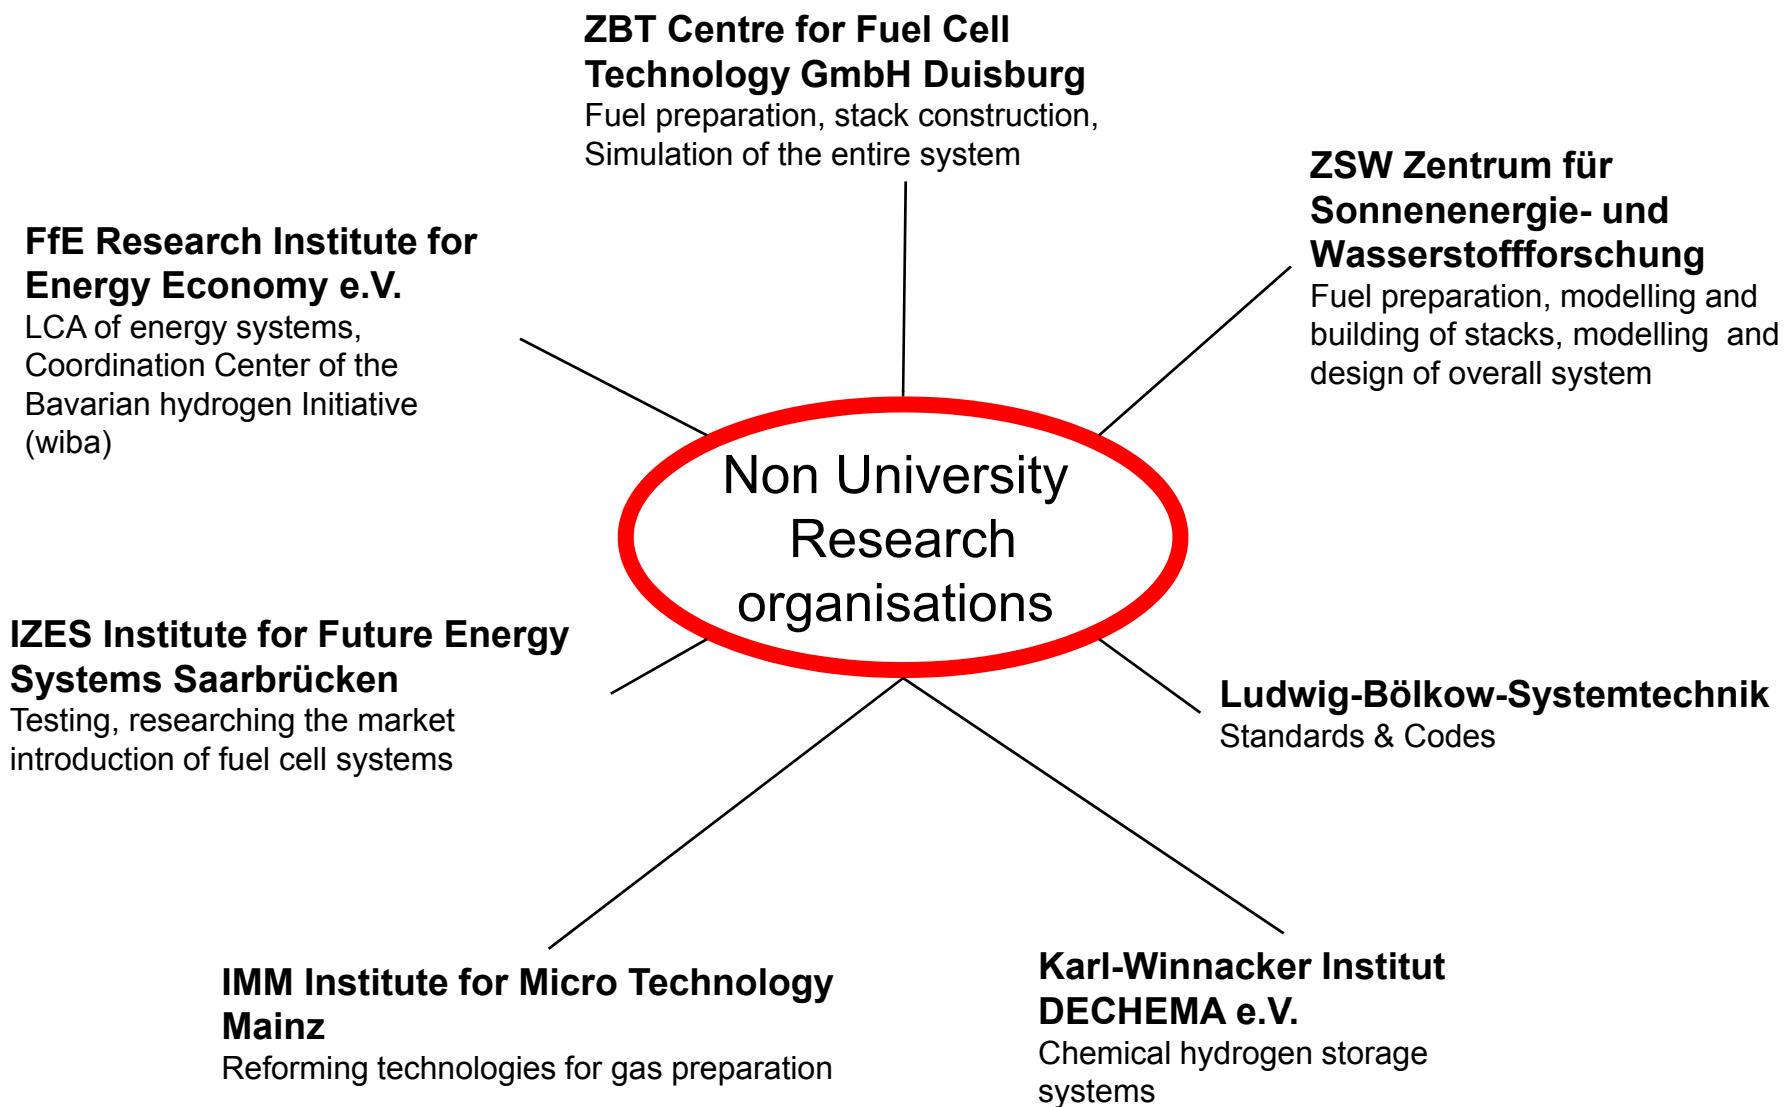 ZBT Centre for Fuel Cell
Technology GmbH Duisburg
Fuel preparation, stack construction,
Simulation of the entire system
ZSW Zentrum für
Sonnenenergie- und
Wasserstoffforschung
Fuel preparation, modelling and
building of stacks, modelling  and
design of overall system
FfE Research Institute for
Energy Economy e.V.
LCA of energy systems,
Coordination Center of the
Bavarian hydrogen Initiative
(wiba)
Non University
Research
organisations
IZES Institute for Future Energy
Systems Saarbrücken
Testing, researching the market
introduction of fuel cell systems
Ludwig-Bölkow-Systemtechnik
Standards & Codes
IMM Institute for Micro Technology
Mainz
Reforming technologies for gas preparation
Karl-Winnacker Institut
DECHEMA e.V.
Chemical hydrogen storage
systems